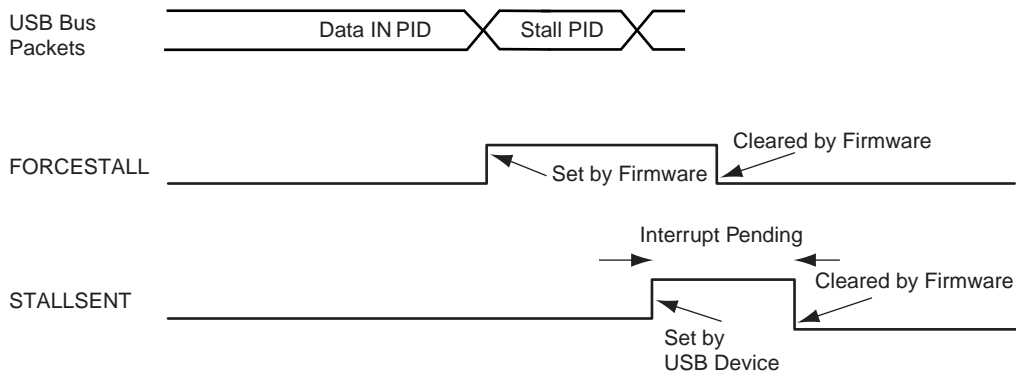 USB Bus
Packets
Data IN PID
Stall PID
FORCESTALL
Set by Firmware
Cleared by Firmware
Interrupt Pending
STALLSENT
Cleared by Firmware
Set by
USB Device